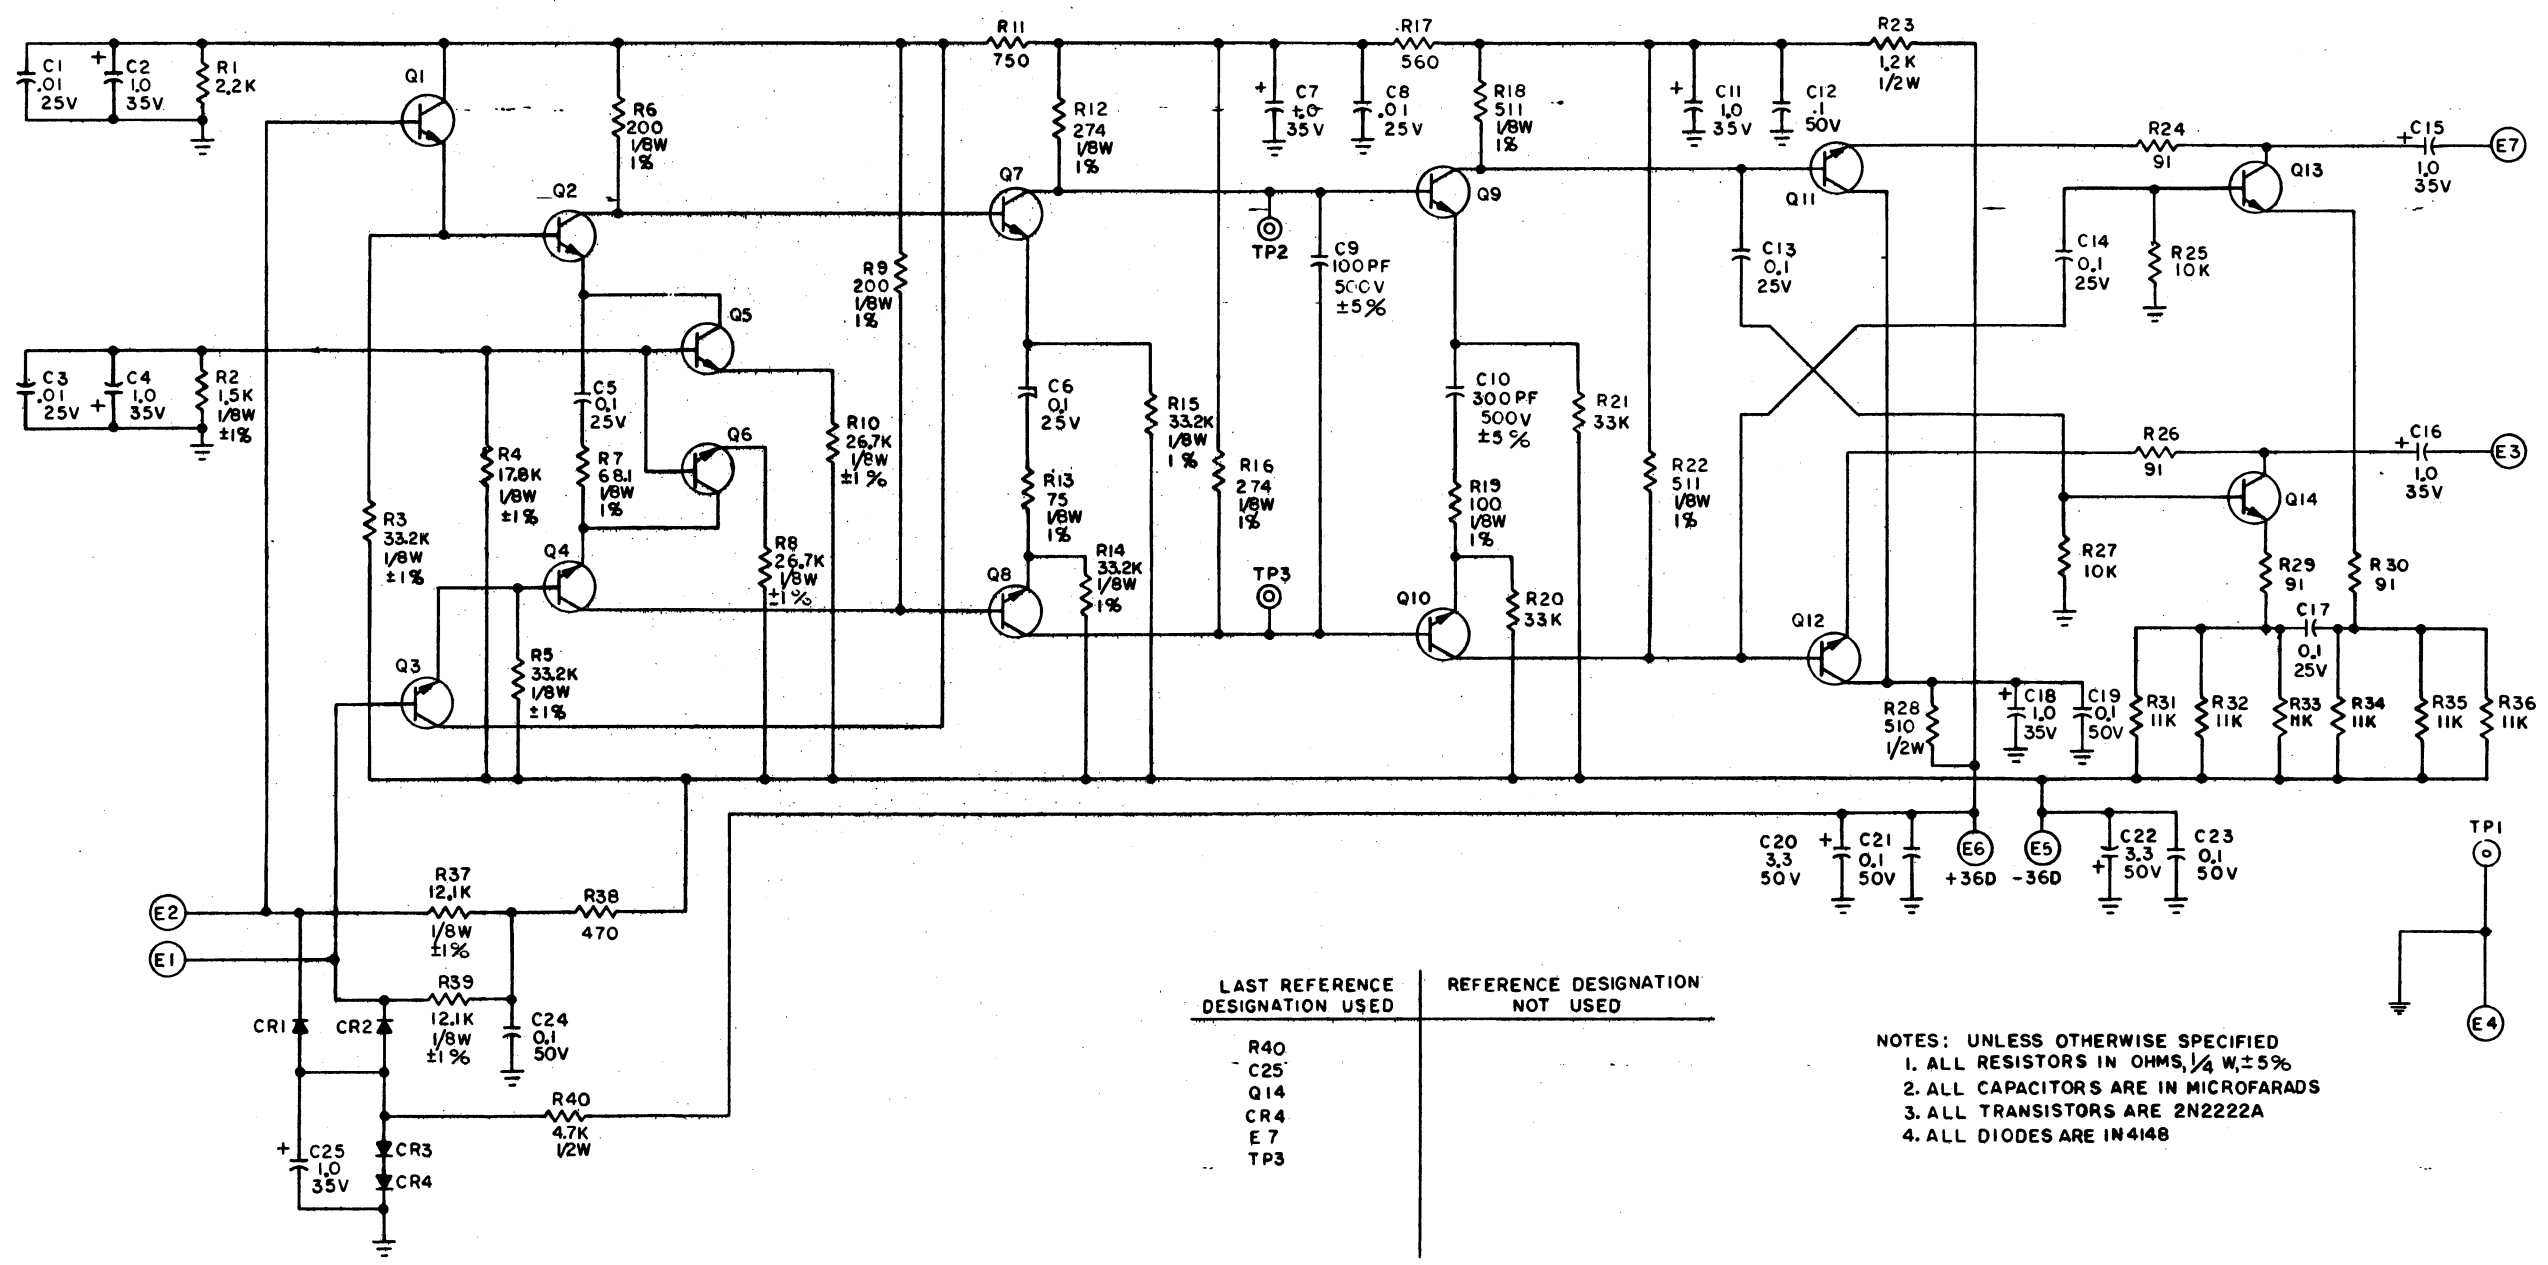 R11
750
R17
560
R23
1.2K
1/2W
C1
.01
25V
+
C2
1.0
35V
R1
2.2K
Q1
R6
200
1/8W
1%
R12
274
1/8W
1%
+
C7
1.0
35V
C8
.01
25V
R18
511
1/8W
1%
+
C11
1.0
35V
C12
.1
50V
R24
91
+
C15
1.0
35V
E7
Q2
Q7
Q9
Q11
Q13
TP2
R9
200
1/8W
1%
C9
100PF
500V
±5%
C13
0.1
25V
C14
0.1
25V
R25
10K
Q5
C3
.01
25V
C4
+
1.0
35V
R2
1.5K
1/8W
±1%
C5
0.1
25V
C6
0.1
25V
R15
33.2K
1/8W
1%
C10
300PF
500V
±5%
R21
33K
R10
26.7K
1/8W
±1%
Q6
R4
17.8K
1/8W
±1%
R7
68.1
1/8W
1%
R26
91
+
C16
1.0
35V
E3
R16
274
1/8W
1%
R13
75
1/8W
1%
R19
100
1/8W
1%
R22
511
1/8W
1%
Q14
R3
33.2K
1/8W
±1%
Q4
R8
26.7K
1/8W
±1%
R14
33.2K
1/8W
1%
Q8
TP3
Q10
R20
33K
R27
10K
R29
91
R30
91
Q12
C17
0.1
25V
Q3
R5
33.2K
1/8W
±1%
R28
510
1/2W
+
C18
1.0
35V
C19
0.1
50V
R31
11K
R32
11K
R33
11K
R34
11K
R35
11K
R36
11K
C20
3.3
50V
+
C21
0.1
50V
E6
+36D
E5
-36D
C22
3.3
50V
+
C23
0.1
50V
TP1
E4
E2
E1
R37
12.1K
1/8W
±1%
R38
470
R39
12.1K
1/8W
±1%
C24
0.1
50V
CR1
CR2
R40
4.7K
1/2W
+
C25
1.0
35V
CR3
CR4
LAST REFERENCE
DESIGNATION USED
R40
C25
Q14
CR4
E7
TP3
REFERENCE DESIGNATION
NOT USED
NOTES: UNLESS OTHERWISE SPECIFIED
1. ALL RESISTORS IN OHMS, 1/4 W, ±5%
2. ALL CAPACITORS ARE IN MICROFARADS
3. ALL TRANSISTORS ARE 2N2222A
4. ALL DIODES ARE IN4148